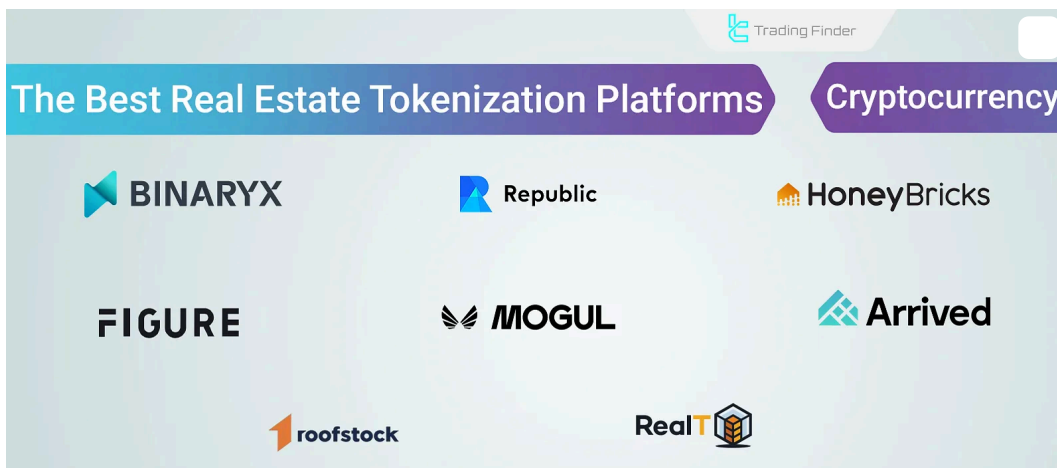 Trading Finder
The Best Real Estate Tokenization Platforms
Cryptocurrency
BINARYX
Republic
HoneyBricks
FIGURE
MOGUL
Arrived
roofstock
RealT